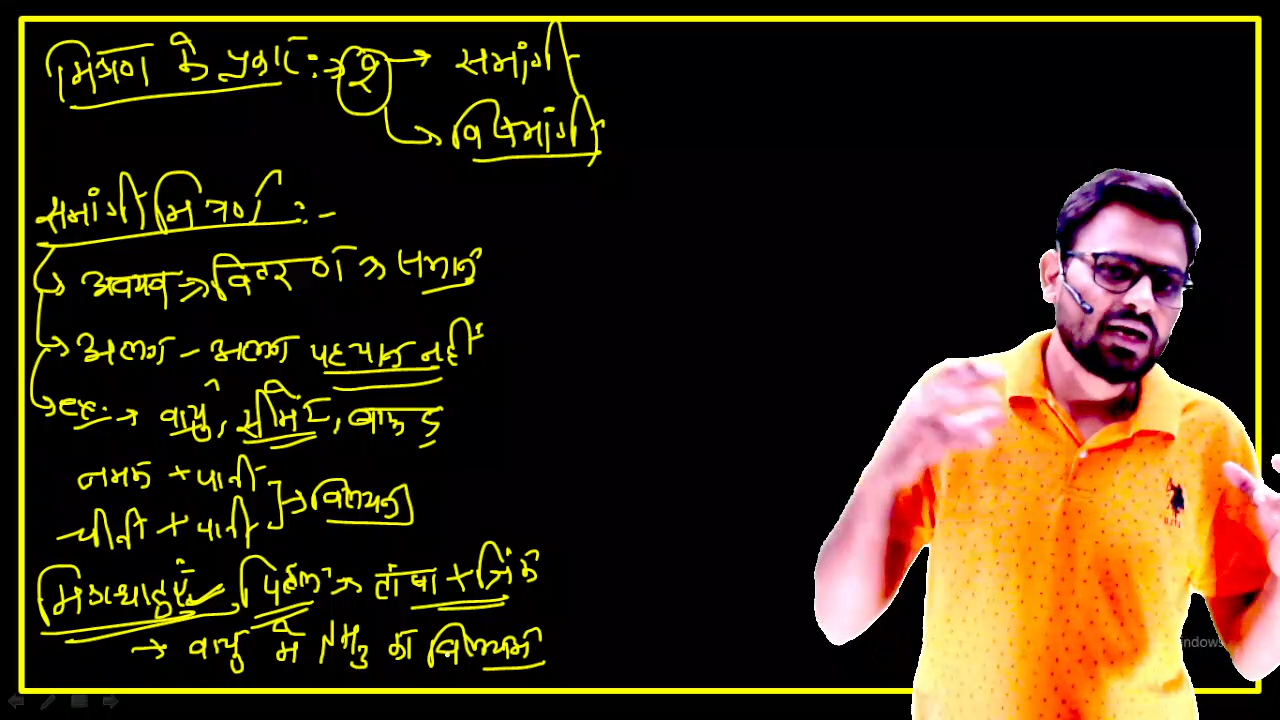 मिश्रण के प्रकार :→ 2 → समांगी
→ विषमांगी
समांगी मिश्रण :-
→ अवयव → वितरण → समान
→ अलग - अलग पहचान नहीं
→ उदा. → वायु, सीमेंट,
नमक + पानी
चीनी + पानी ] → विलयन
मिश्रधातुएँ, पीतल → तांबा + जिंक
→ वायु में NH3 का विलयन
indows